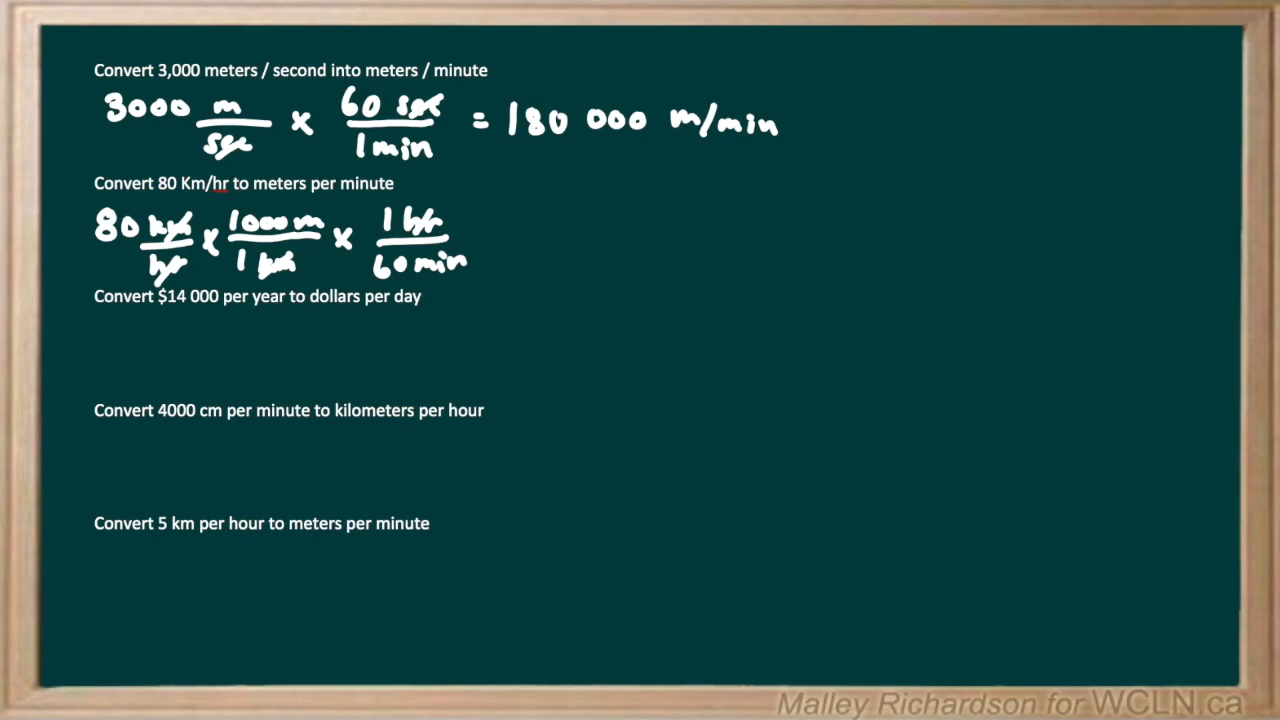 Convert 3,000 meters / second into meters / minute
3000 m/sec x 60 sec/1 min = 180 000 m/min
Convert 80 Km/hr to meters per minute
80 km/hr x 1000 m/1 km x 1 hr/60 min
Convert $14 000 per year to dollars per day
Convert 4000 cm per minute to kilometers per hour
Convert 5 km per hour to meters per minute
Malley Richardson for WCLN.ca